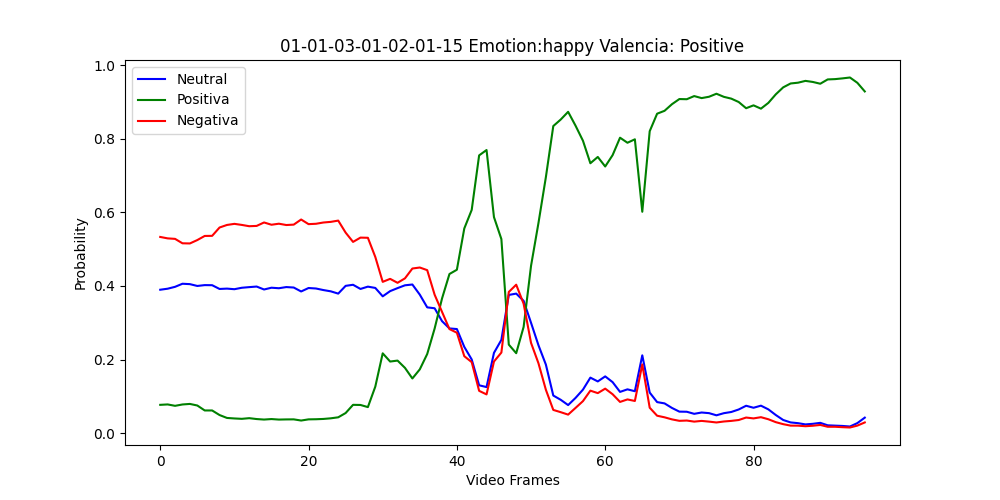 01-01-03-01-02-01-15 Emotion:happy Valencia: Positive
Neutral
Positiva
Negativa
Probability
1.0
0.8
0.6
0.4
0.2
0.0
0 20 40 60 80
Video Frames